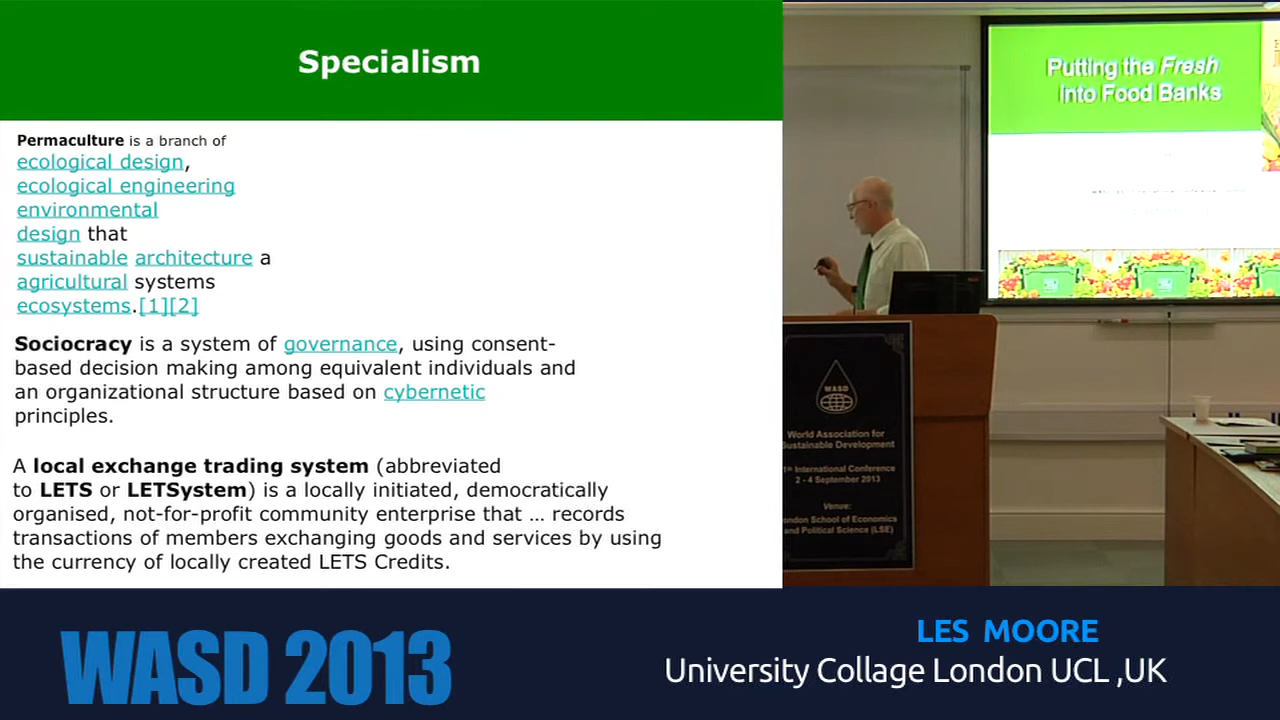 Specialism
Permaculture is a branch of
ecological design,
ecological engineering
environmental
design that
sustainable architecture a
agricultural systems
ecosystems.[1][2]
Sociocracy is a system of governance, using consent-
based decision making among equivalent individuals and
an organizational structure based on cybernetic
principles.
A local exchange trading system (abbreviated
to LETS or LETSystem) is a locally initiated, democratically
organised, not-for-profit community enterprise that … records
transactions of members exchanging goods and services by using
the currency of locally created LETS Credits.
Putting the Fresh
into Food Banks
WASD
World Association for
Sustainable Development
1th International Conference
2 - 4 September 2013
Venue:
ondon School of Economics
and Political Science (LSE)
WASD 2013
LES MOORE
University Collage London UCL ,UK